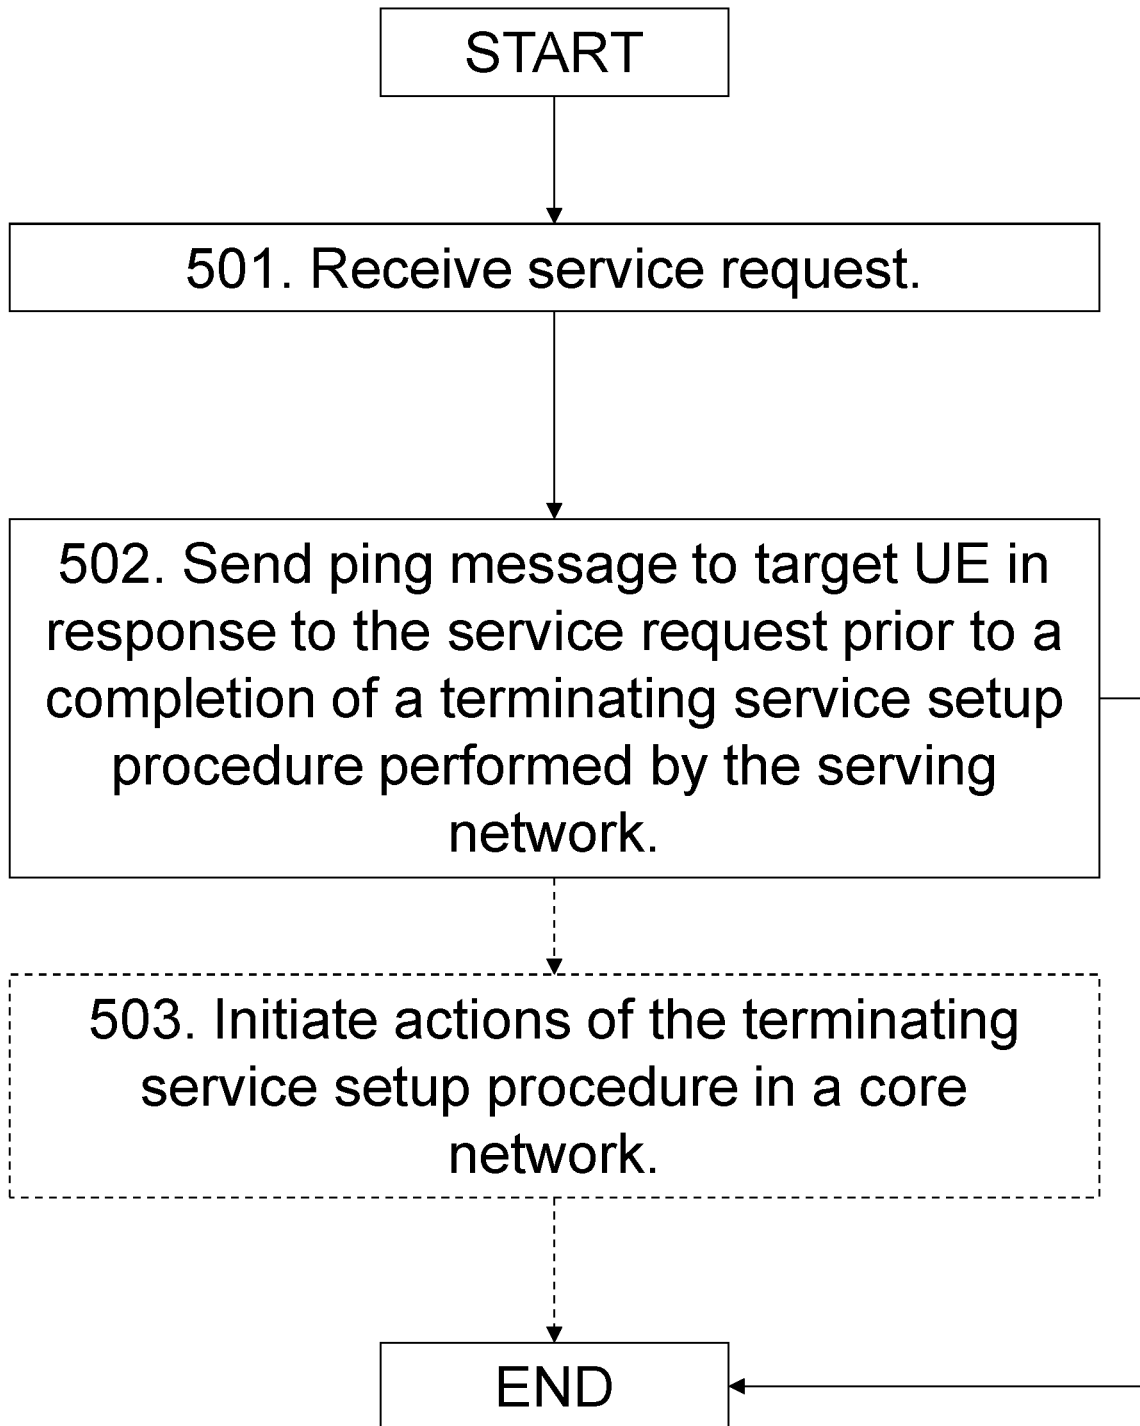 START
501. Receive service request.
502. Send ping message to target UE in
response to the service request prior to a
completion of a terminating service setup
procedure performed by the serving
network.
503. Initiate actions of the terminating
service setup procedure in a core
network.
END